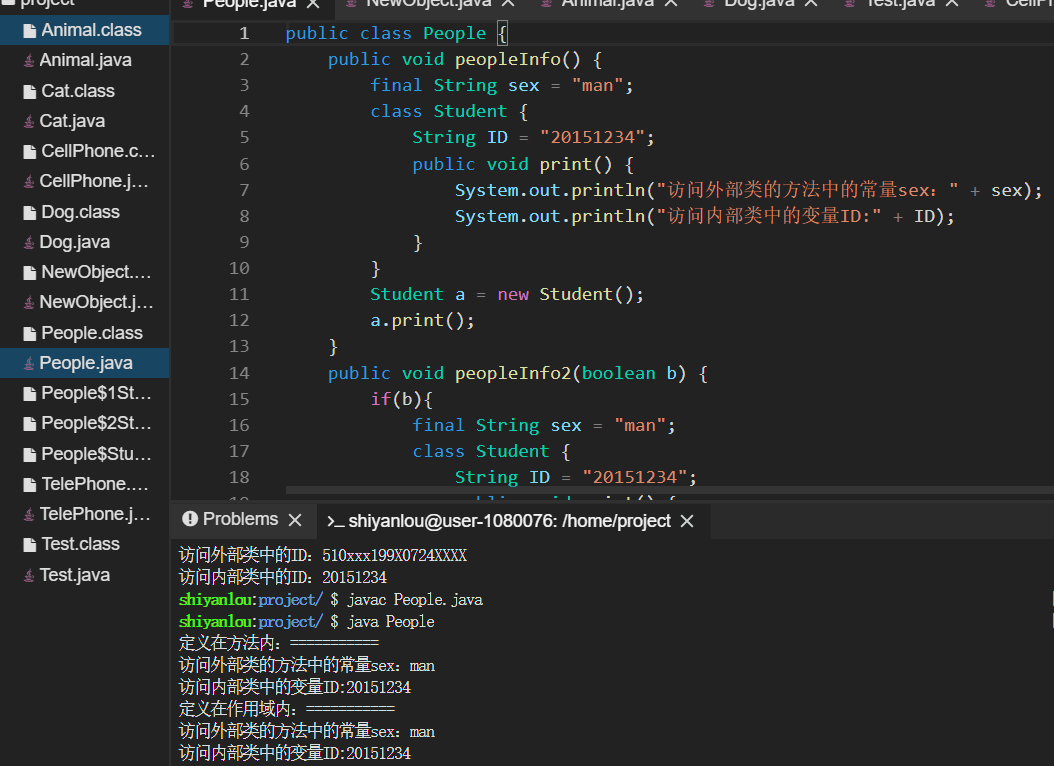 project
Animal.class
Animal.java
Cat.class
Cat.java
CellPhone.c...
CellPhone.j...
Dog.class
Dog.java
NewObject....
NewObject.j...
People.class
People.java
People$1St...
People$2St...
People$Stu...
TelePhone....
TelePhone.j...
Test.class
Test.java
People.java NewObject.java Animal.java Dog.java Test.java
1 public class People {
2 public void peopleInfo() {
3 final String sex = "man";
4 class Student {
5 String ID = "20151234";
6 public void print() {
7 System.out.println("访问外部类的方法中的常量sex：" + sex);
8 System.out.println("访问内部类中的变量ID:" + ID);
9 }
10 }
11 Student a = new Student();
12 a.print();
13 }
14 public void peopleInfo2(boolean b) {
15 if(b){
16 final String sex = "man";
17 class Student {
18 String ID = "20151234";
Problems
>_ shiyanlou@user-1080076: /home/project
访问外部类中的ID：510xxx199X0724XXXX
访问内部类中的ID：20151234
shiyanlou:project/ $ javac People.java
shiyanlou:project/ $ java People
定义在方法内：===========
访问外部类的方法中的常量sex：man
访问内部类中的变量ID:20151234
定义在作用域内：===========
访问外部类的方法中的常量sex：man
访问内部类中的变量ID:20151234